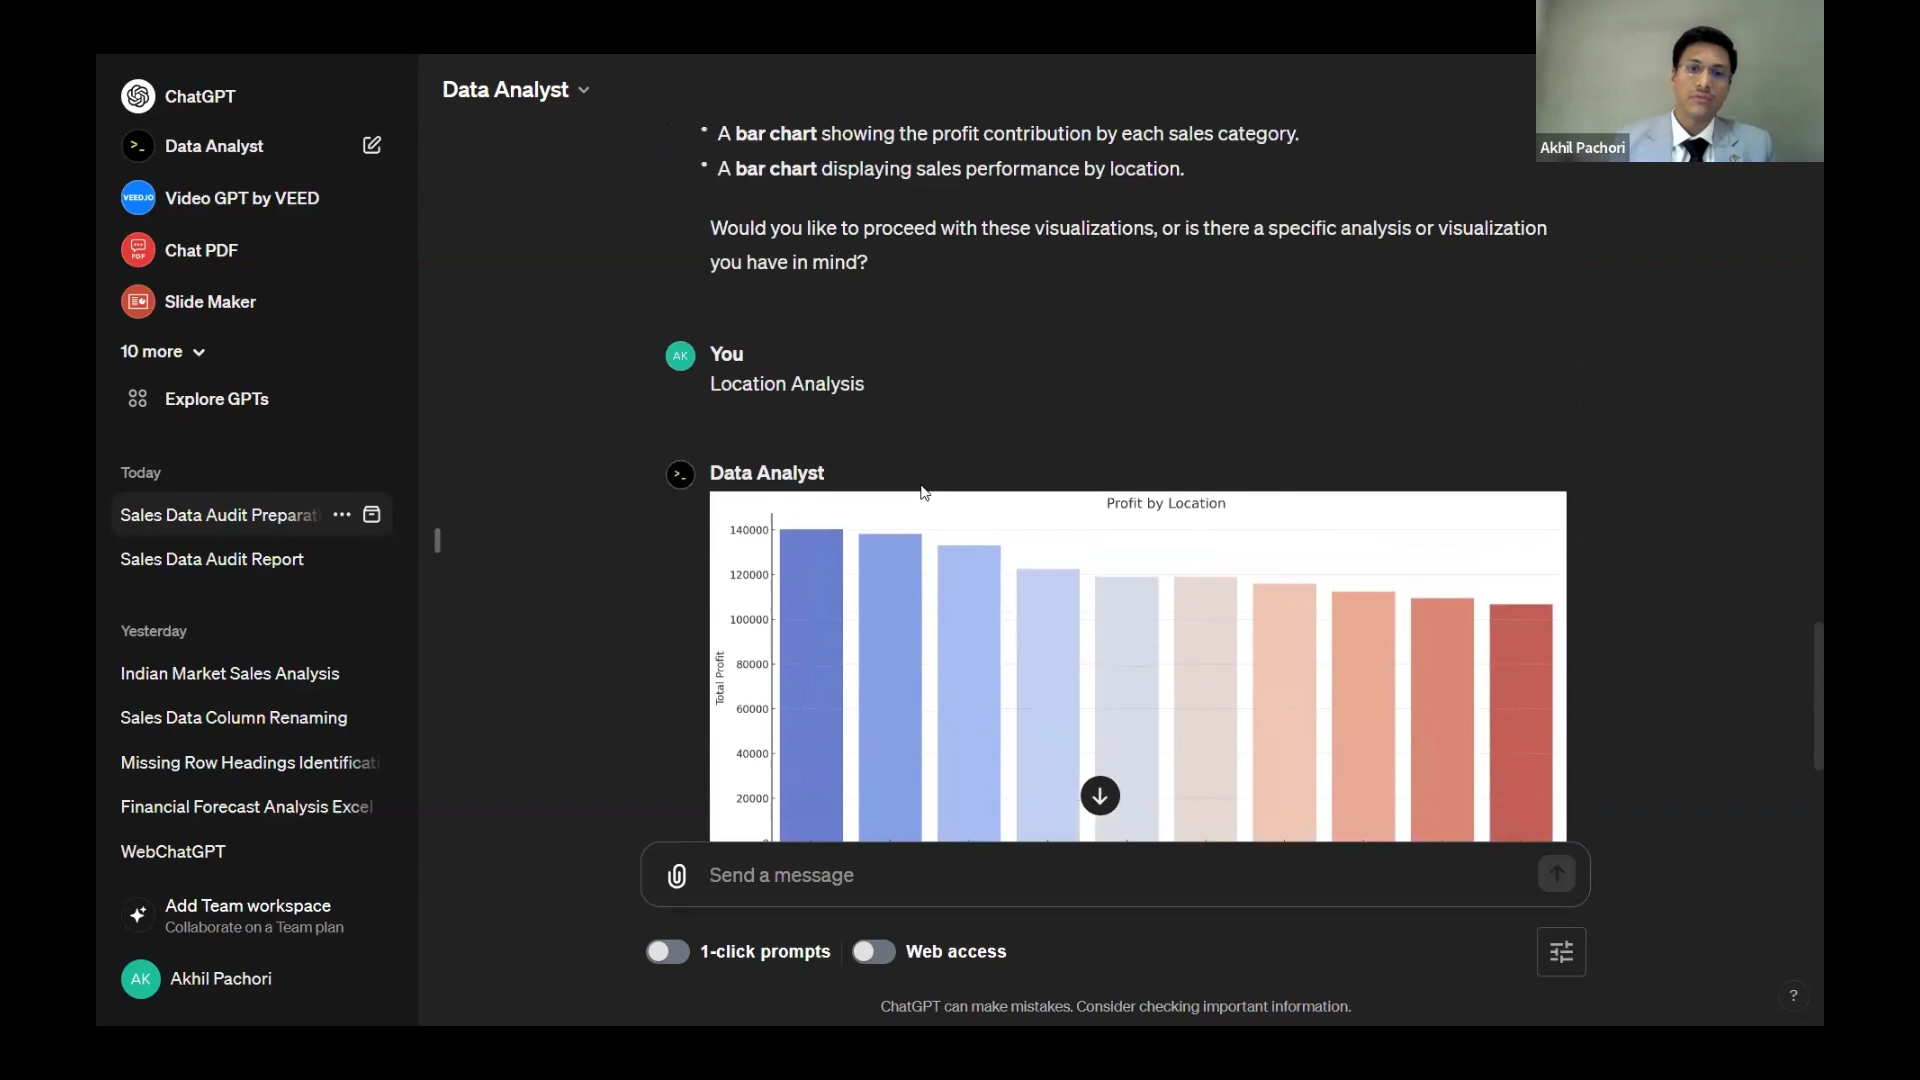 ChatGPT
Data Analyst
VEED.IO
Video GPT by VEED
PDF
Chat PDF
Slide Maker
10 more
Explore GPTs
Today
Sales Data Audit Preparat
Sales Data Audit Report
Yesterday
Indian Market Sales Analysis
Sales Data Column Renaming
Missing Row Headings Identificati
Financial Forecast Analysis Excel
WebChatGPT
Add Team workspace
Collaborate on a Team plan
AK
Akhil Pachori
Data Analyst
• A bar chart showing the profit contribution by each sales category.
• A bar chart displaying sales performance by location.
Would you like to proceed with these visualizations, or is there a specific analysis or visualization
you have in mind?
AK
You
Location Analysis
Data Analyst
Profit by Location
Total Profit
140000
120000
100000
80000
60000
40000
20000
Send a message
1-click prompts
Web access
ChatGPT can make mistakes. Consider checking important information.
?
Akhil Pachori